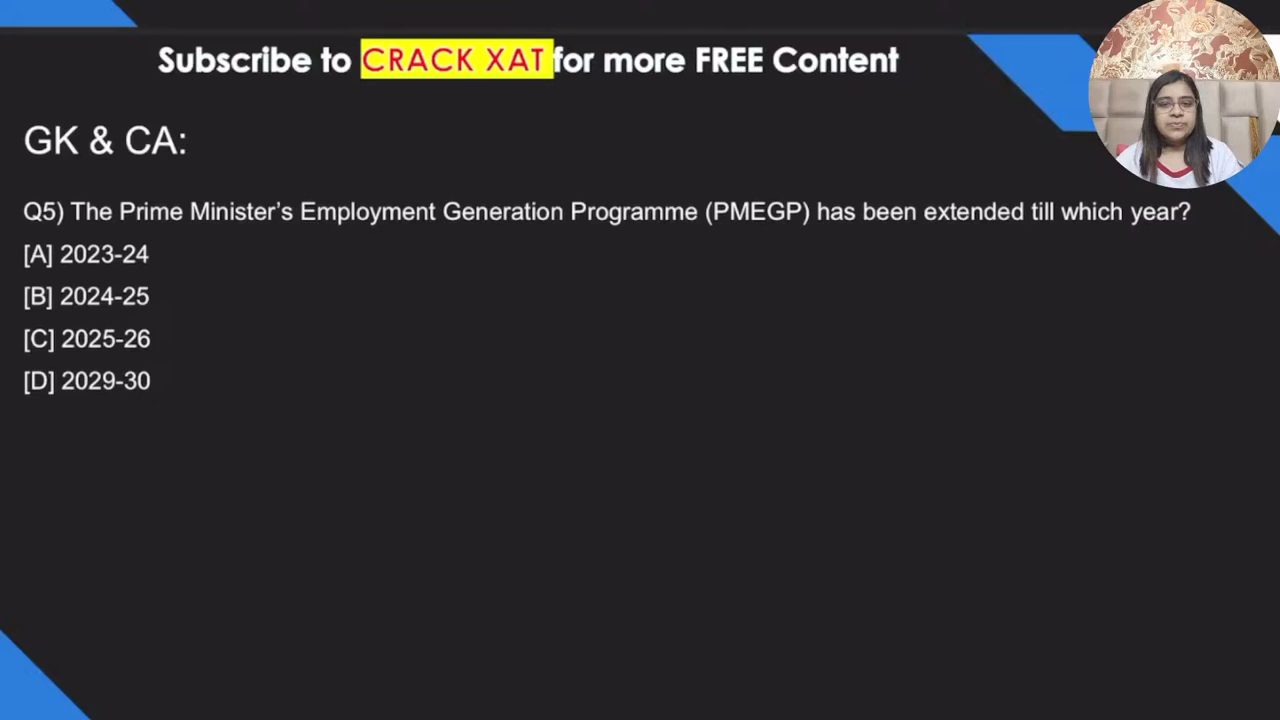 Subscribe to CRACK XAT for more FREE Content
GK & CA:
Q5) The Prime Minister’s Employment Generation Programme (PMEGP) has been extended till which year?
[A] 2023-24
[B] 2024-25
[C] 2025-26
[D] 2029-30